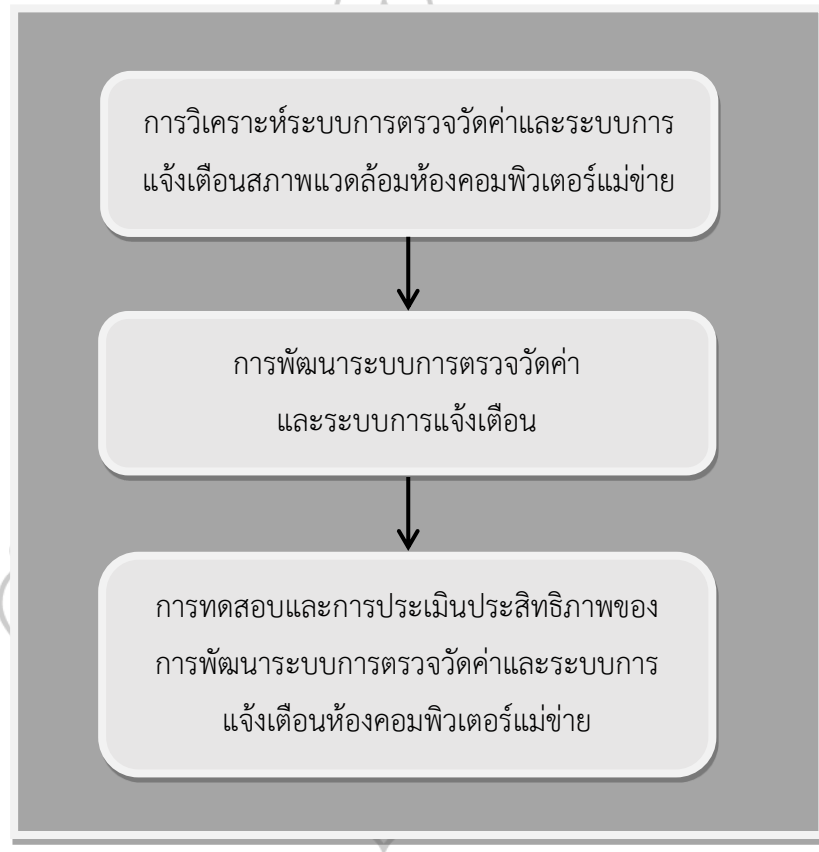 การวิเคราะห์ระบบการตรวจวัดค่าและระบบการ
แจ้งเตือนสภาพแวดล้อมห้องคอมพิวเตอร์แม่ข่าย
การพัฒนาระบบการตรวจวัดค่า
และระบบการแจ้งเตือน
การทดสอบและการประเมินประสิทธิภาพของ
การพัฒนาระบบการตรวจวัดค่าและระบบการ
แจ้งเตือนห้องคอมพิวเตอร์แม่ข่าย